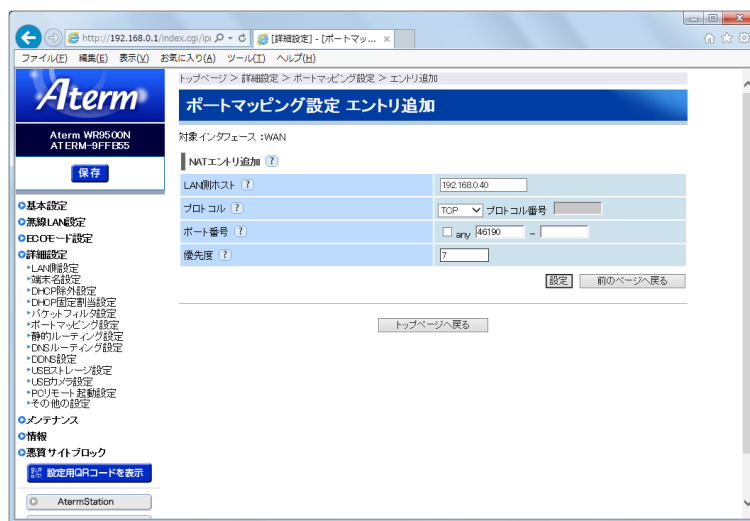 http://192.168.0.1/index.cgi/ipi
[詳細設定] - [ポートマッ...
ファイル(F) 編集(E) 表示(V) お気に入り(A) ツール(T) ヘルプ(H)
Aterm
Aterm WR9500N
ATERM-9FFB55
保存
基本設定
無線LAN設定
ECOモード設定
詳細設定
LAN側設定
端末名設定
DHCP除外設定
DHCP固定割当設定
パケットフィルタ設定
ポートマッピング設定
静的ルーティング設定
DNSルーティング設定
DDNS設定
USBストレージ設定
USBカメラ設定
PCリモート起動設定
その他の設定
メンテナンス
情報
悪質サイトブロック
設定用QRコードを表示
AtermStation
トップページ > 詳細設定 > ポートマッピング設定 > エントリ追加
ポートマッピング設定 エントリ追加
対象インタフェース :WAN
NATエントリ追加 ?
LAN側ホスト ? 192.168.0.40
プロトコル ? TCP プロトコル番号
ポート番号 ? any 46190 -
優先度 ? 7
設定 前のページへ戻る
トップページへ戻る